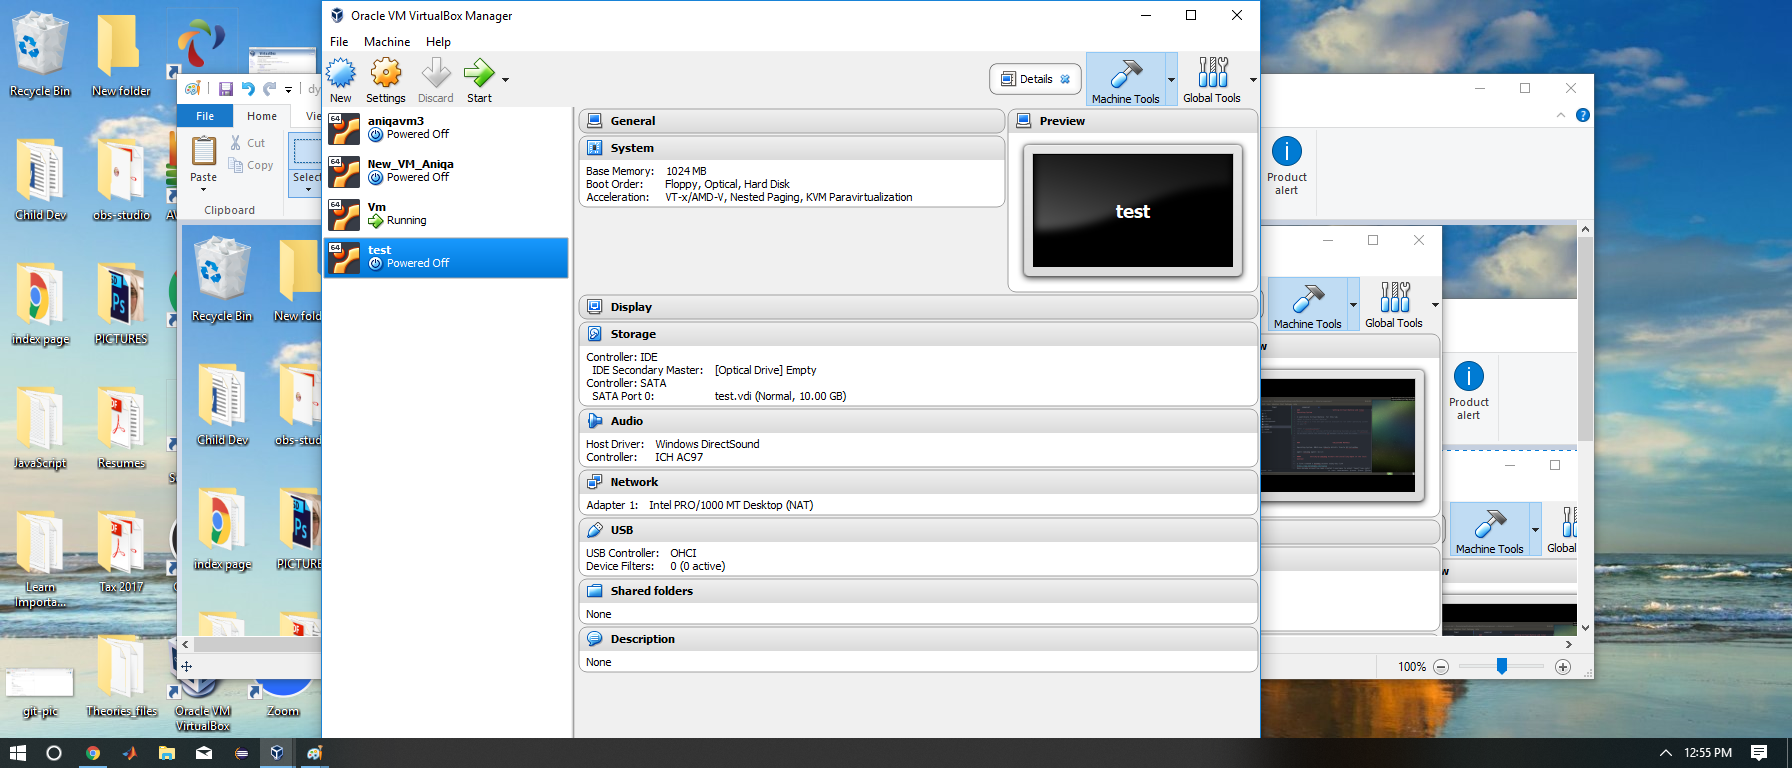 Recycle Bin
New folder
Child Dev
obs-studio
index page
PICTURES
JavaScript
Resumes
Learn
Importa...
Tax 2017
git-pic
Theories_files
Oracle VM
VirtualBox
Zoom
File
Home
Vie
Paste
Cut
Copy
Select
Clipboard
Recycle Bin
New fold
Child Dev
obs-stud
index page
PICTURE
Oracle VM VirtualBox Manager
File Machine Help
New
Settings
Discard
Start
Details
Machine Tools
Global Tools
64
aniqavm3
Powered Off
64
New_VM_Aniqa
Powered Off
64
Vm
Running
64
test
Powered Off
General
System
Base Memory: 1024 MB
Boot Order: Floppy, Optical, Hard Disk
Acceleration: VT-x/AMD-V, Nested Paging, KVM Paravirtualization
Preview
test
Display
Storage
Controller: IDE
IDE Secondary Master: [Optical Drive] Empty
Controller: SATA
SATA Port 0: test.vdi (Normal, 10.00 GB)
Audio
Host Driver: Windows DirectSound
Controller: ICH AC97
Network
Adapter 1: Intel PRO/1000 MT Desktop (NAT)
USB
USB Controller: OHCI
Device Filters: 0 (0 active)
Shared folders
None
Description
None
Product
alert
Machine Tools
Global Tools
w
Product
alert
Machine Tools
Global
w
100%
12:55 PM